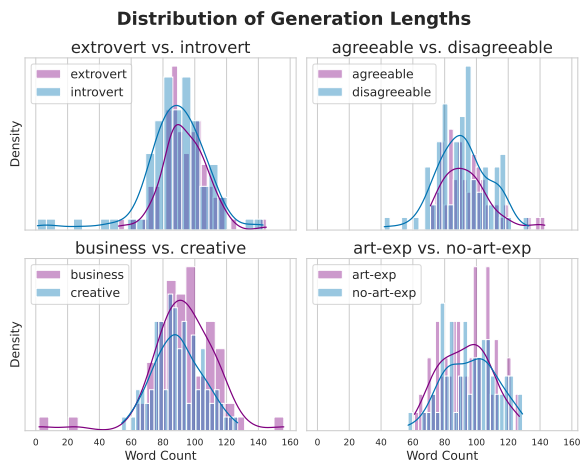 Distribution of Generation Lengths
extrovert vs. introvert
agreeable vs. disagreeable
extrovert
introvert
agreeable
disagreeable
Density
business vs. creative
art-exp vs. no-art-exp
business
creative
art-exp
no-art-exp
Density
0 20 40 60 80 100 120 140 160
0 20 40 60 80 100 120 140 160
Word Count
Word Count